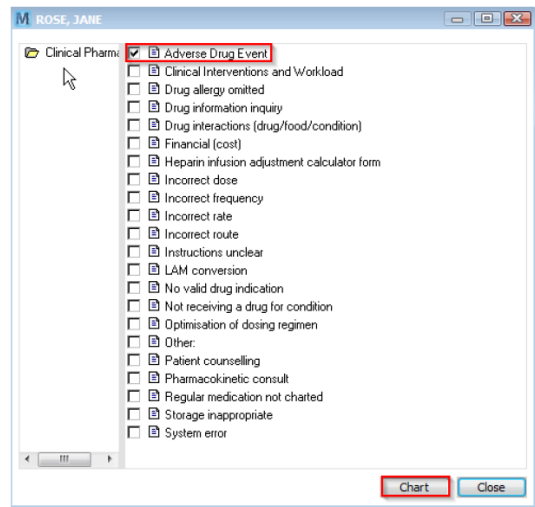 M ROSE, JANE
Clinical Pharma
Adverse Drug Event
Clinical Interventions and Workload
Drug allergy omitted
Drug information inquiry
Drug interactions (drug/food/condition)
Financial (cost)
Heparin infusion adjustment calculator form
Incorrect dose
Incorrect frequency
Incorrect rate
Incorrect route
Instructions unclear
LAM conversion
No valid drug indication
Not receiving a drug for condition
Optimisation of dosing regimen
Other:
Patient counselling
Pharmacokinetic consult
Regular medication not charted
Storage inappropriate
System error
Chart Close